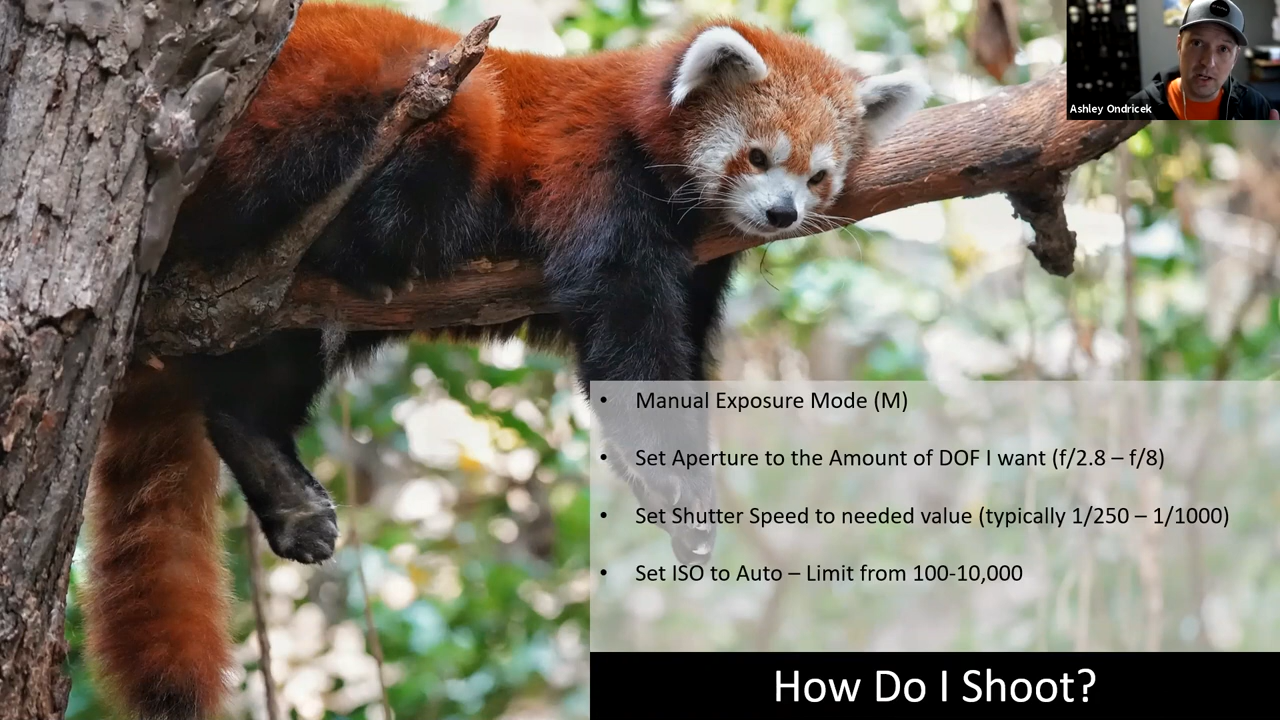 Ashley Ondricek
• Manual Exposure Mode (M)
• Set Aperture to the Amount of DOF I want (f/2.8 – f/8)
• Set Shutter Speed to needed value (typically 1/250 – 1/1000)
• Set ISO to Auto – Limit from 100-10,000
How Do I Shoot?